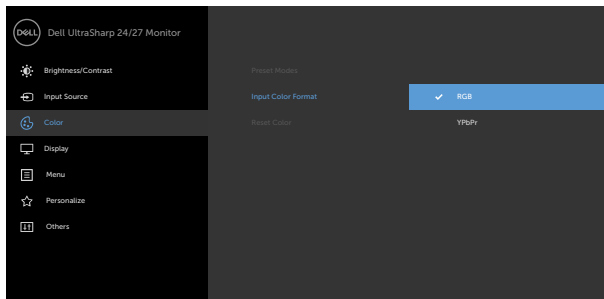 DELL
Dell UltraSharp 24/27 Monitor
Brightness/Contrast
Input Source
Color
Display
Menu
Personalize
Others
Preset Modes
Input Color Format
Reset Color
RGB
YPbPr